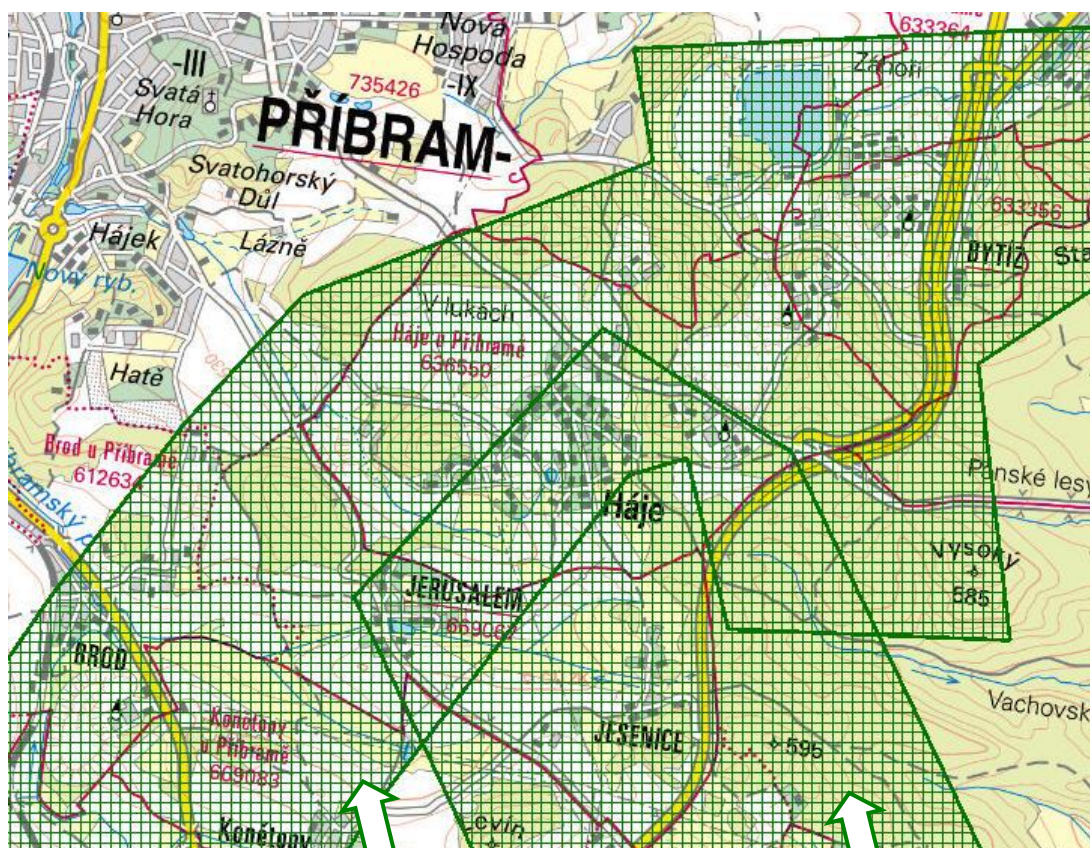 Nová
Hospoda
-IX
633364
-III
Svatá
Hora
735426
Záhoří
PŘÍBRAM-
Svatohorský
Důl
633356
Hájek
Lázně
BYTÍZ
Nový ryb.
V lukách
Háje u Příbramě
636550
Hatě
Brod u Příbramě
Panské lesy
Háje
Vysoký
585
JERUSALEM
BROD
Vachovsk
Konětopy
u Příbramě
669083
JESENICE
595
Konětopy
Levín